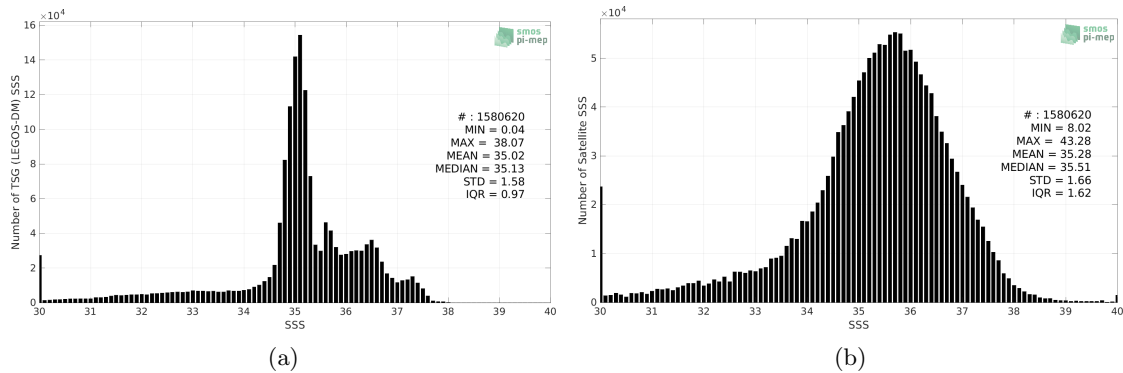 ×10⁴
16
14
12
10
8
6
4
2
0
Number of TSG (LEGOS-DM) SSS
smos
pi-mep
# : 1580620
MIN = 0.04
MAX = 38.07
MEAN = 35.02
MEDIAN = 35.13
STD = 1.58
IQR = 0.97
30 31 32 33 34 35 36 37 38 39 40
SSS
(a)
×10⁴
5
4
3
2
1
0
Number of Satellite SSS
smos
pi-mep
# : 1580620
MIN = 8.02
MAX = 43.28
MEAN = 35.28
MEDIAN = 35.51
STD = 1.66
IQR = 1.62
30 31 32 33 34 35 36 37 38 39 40
SSS
(b)